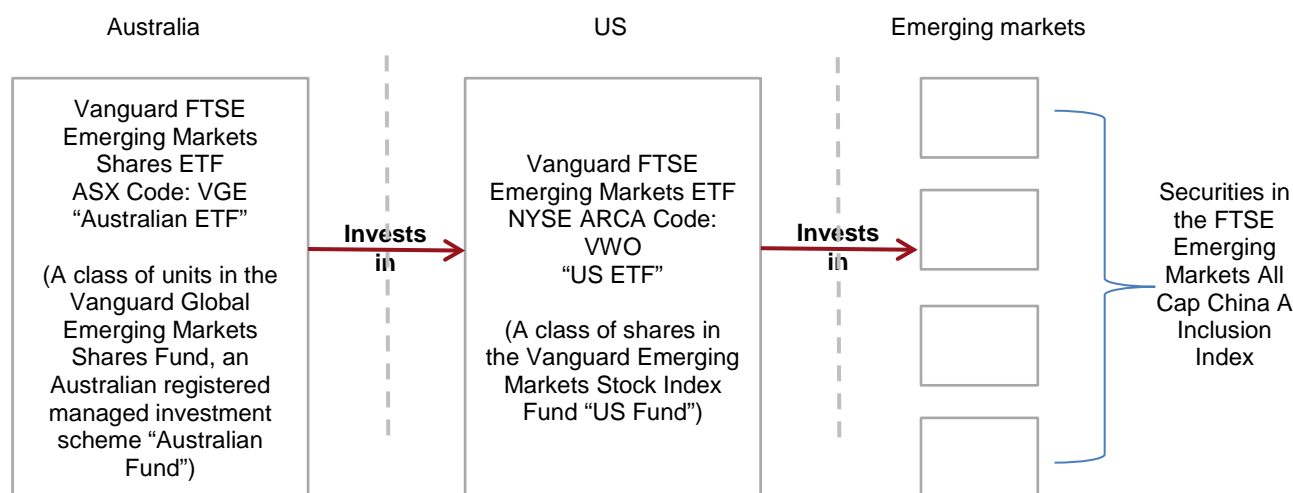 Australia
US
Emerging markets
Vanguard FTSE
Emerging Markets
Shares ETF
ASX Code: VGE
“Australian ETF”
(A class of units in the
Vanguard Global
Emerging Markets
Shares Fund, an
Australian registered
managed investment
scheme “Australian
Fund”)
Invests
in
Vanguard FTSE
Emerging Markets ETF
NYSE ARCA Code:
VWO
“US ETF”
(A class of shares in
the Vanguard Emerging
Markets Stock Index
Fund “US Fund”)
Invests
in
Securities in
the FTSE
Emerging
Markets All
Cap China A
Inclusion
Index